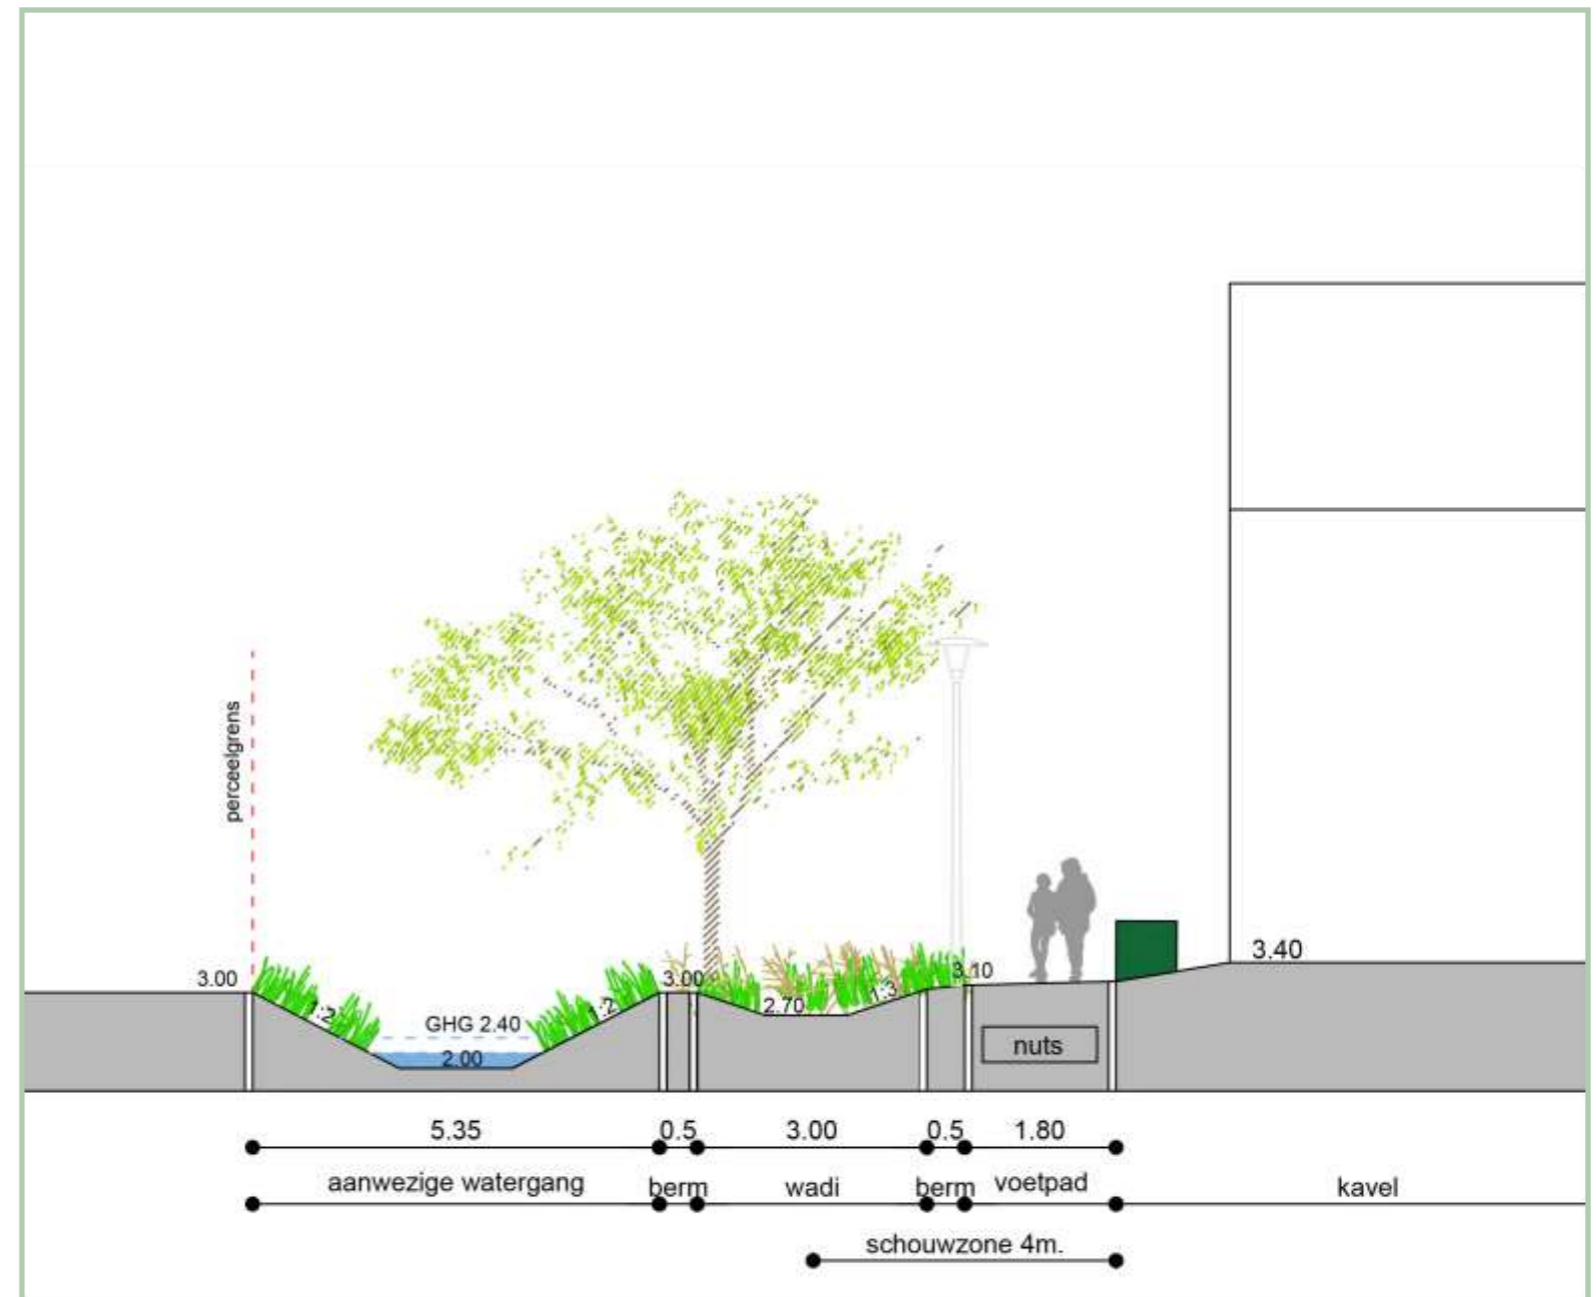 perceelgrens
3.40
3.00
3.00
3.10
1:2
1:2
2.70
1:3
GHG 2.40
2.00
nuts
5.35
0.5
3.00
0.5
1.80
aanwezige watergang
berm
wadi
berm
voetpad
kavel
schouwzone 4m.